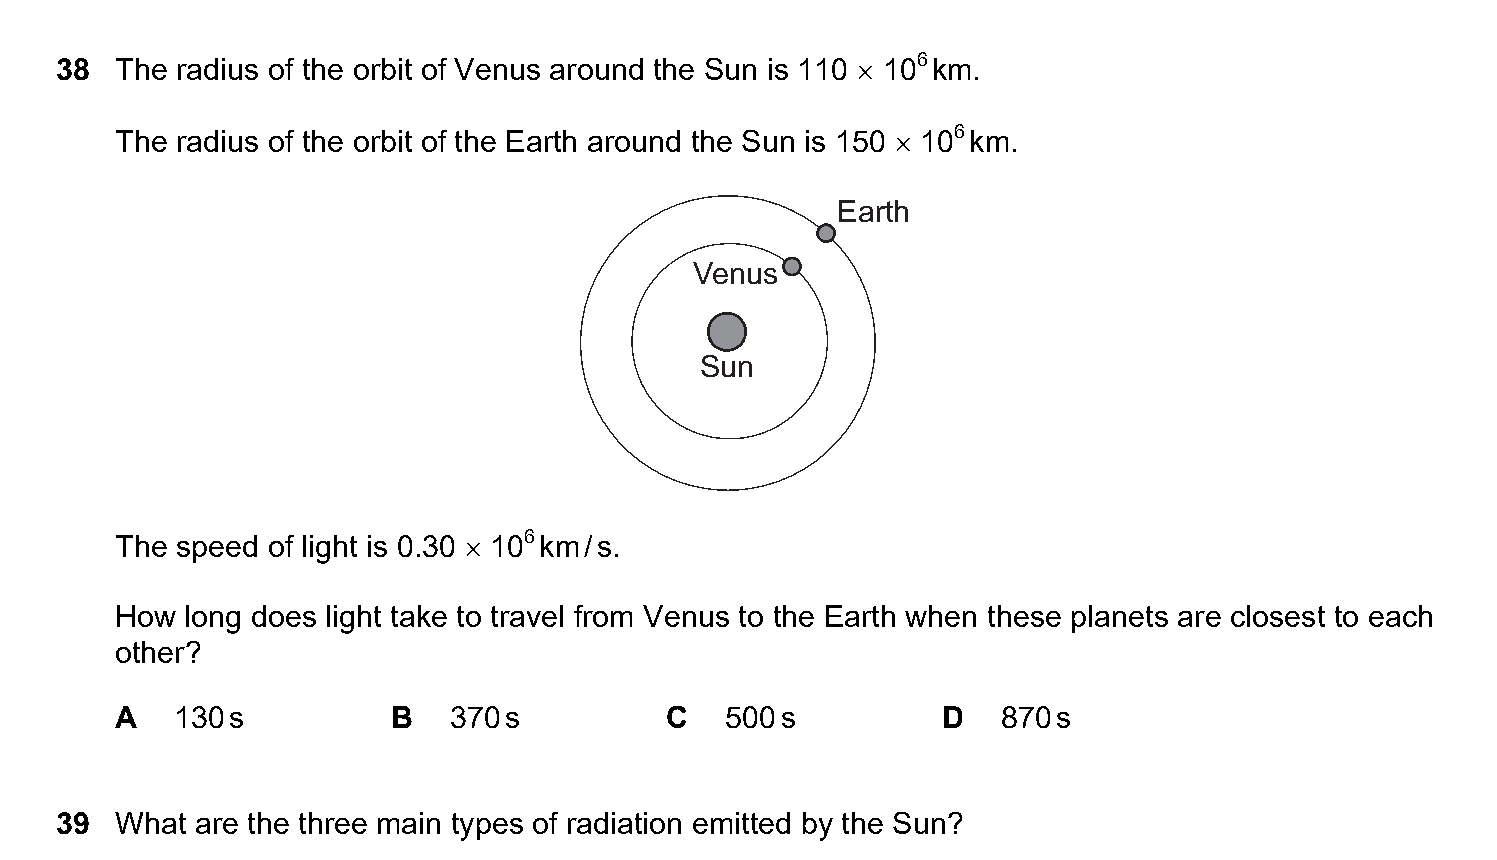 38 The radius of the orbit of Venus around the Sun is 110 × 10⁶ km.
The radius of the orbit of the Earth around the Sun is 150 × 10⁶ km.
Earth
Venus
Sun
The speed of light is 0.30 × 10⁶ km / s.
How long does light take to travel from Venus to the Earth when these planets are closest to each
other?
A 130 s B 370 s C 500 s D 870 s
39 What are the three main types of radiation emitted by the Sun?